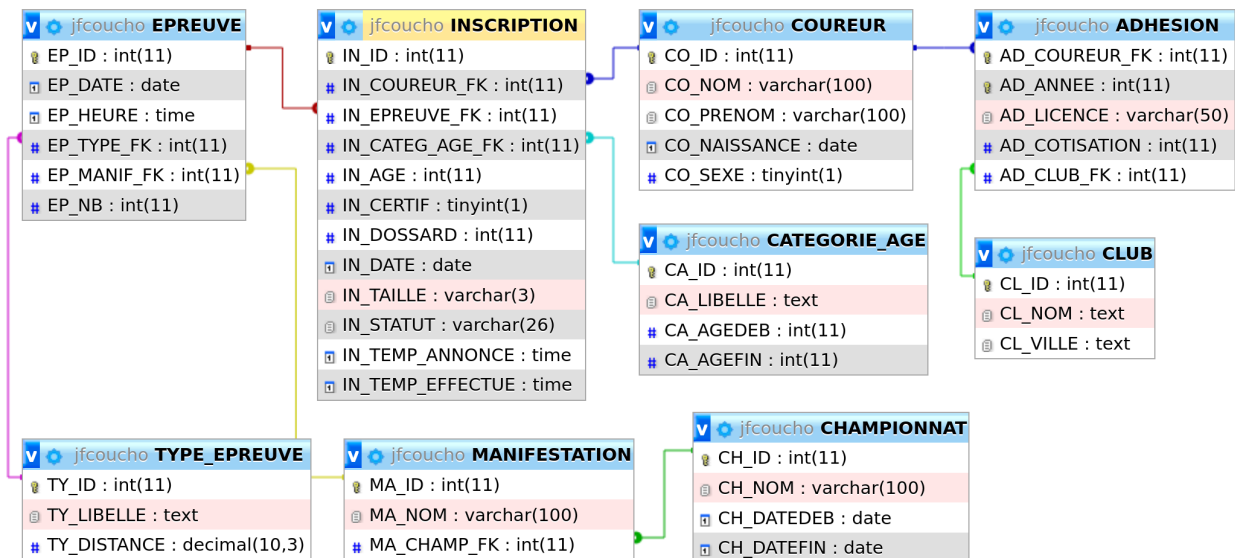 jfcoucho EPREUVE
EP_ID : int(11)
EP_DATE : date
EP_HEURE : time
EP_TYPE_FK : int(11)
EP_MANIF_FK : int(11)
EP_NB : int(11)
jfcoucho INSCRIPTION
IN_ID : int(11)
IN_COUREUR_FK : int(11)
IN_EPREUVE_FK : int(11)
IN_CATEG_AGE_FK : int(11)
IN_AGE : int(11)
IN_CERTIF : tinyint(1)
IN_DOSSARD : int(11)
IN_DATE : date
IN_TAILLE : varchar(3)
IN_STATUT : varchar(26)
IN_TEMP_ANNONCE : time
IN_TEMP_EFFECTUE : time
jfcoucho COUREUR
CO_ID : int(11)
CO_NOM : varchar(100)
CO_PRENOM : varchar(100)
CO_NAISSANCE : date
CO_SEXE : tinyint(1)
jfcoucho ADHESION
AD_COUREUR_FK : int(11)
AD_ANNEE : int(11)
AD_LICENCE : varchar(50)
AD_COTISATION : int(11)
AD_CLUB_FK : int(11)
jfcoucho CATEGORIE_AGE
CA_ID : int(11)
CA_LIBELLE : text
CA_AGEDEB : int(11)
CA_AGEFIN : int(11)
jfcoucho CLUB
CL_ID : int(11)
CL_NOM : text
CL_VILLE : text
jfcoucho TYPE_EPREUVE
TY_ID : int(11)
TY_LIBELLE : text
TY_DISTANCE : decimal(10,3)
jfcoucho MANIFESTATION
MA_ID : int(11)
MA_NOM : varchar(100)
MA_CHAMP_FK : int(11)
jfcoucho CHAMPIONNAT
CH_ID : int(11)
CH_NOM : varchar(100)
CH_DATEDEB : date
CH_DATEFIN : date